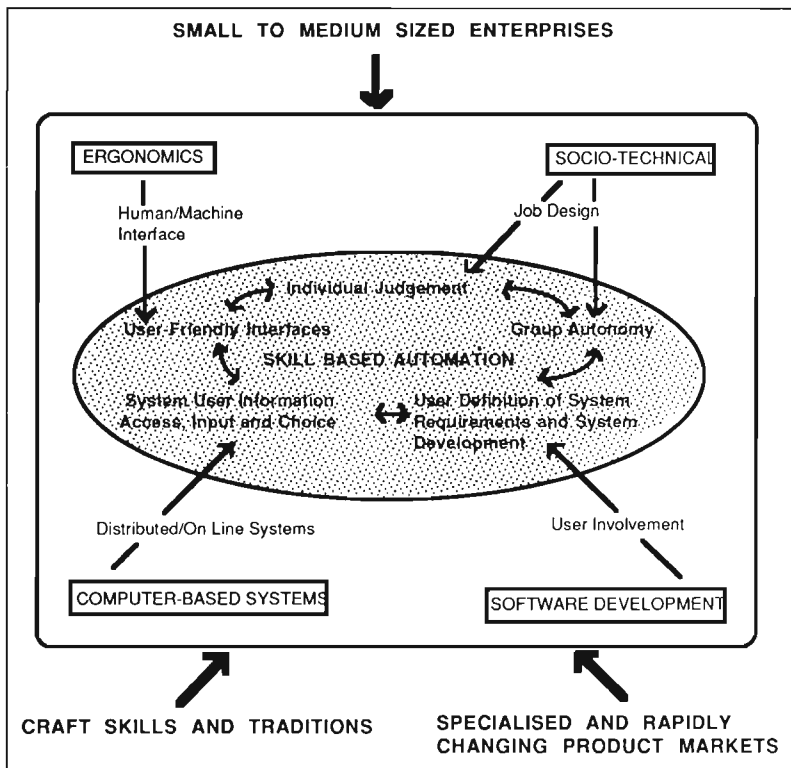 SMALL TO MEDIUM SIZED ENTERPRISES
ERGONOMICS
SOCIO-TECHNICAL
Human/Machine
Interface
Job Design
Individual Judgement
User-Friendly Interfaces
Group Autonomy
SKILL BASED AUTOMATION
System User Information
Access, Input and Choice
User Definition of System
Requirements and System
Development
Distributed/On Line Systems
User Involvement
COMPUTER-BASED SYSTEMS
SOFTWARE DEVELOPMENT
CRAFT SKILLS AND TRADITIONS
SPECIALISED AND RAPIDLY
CHANGING PRODUCT MARKETS